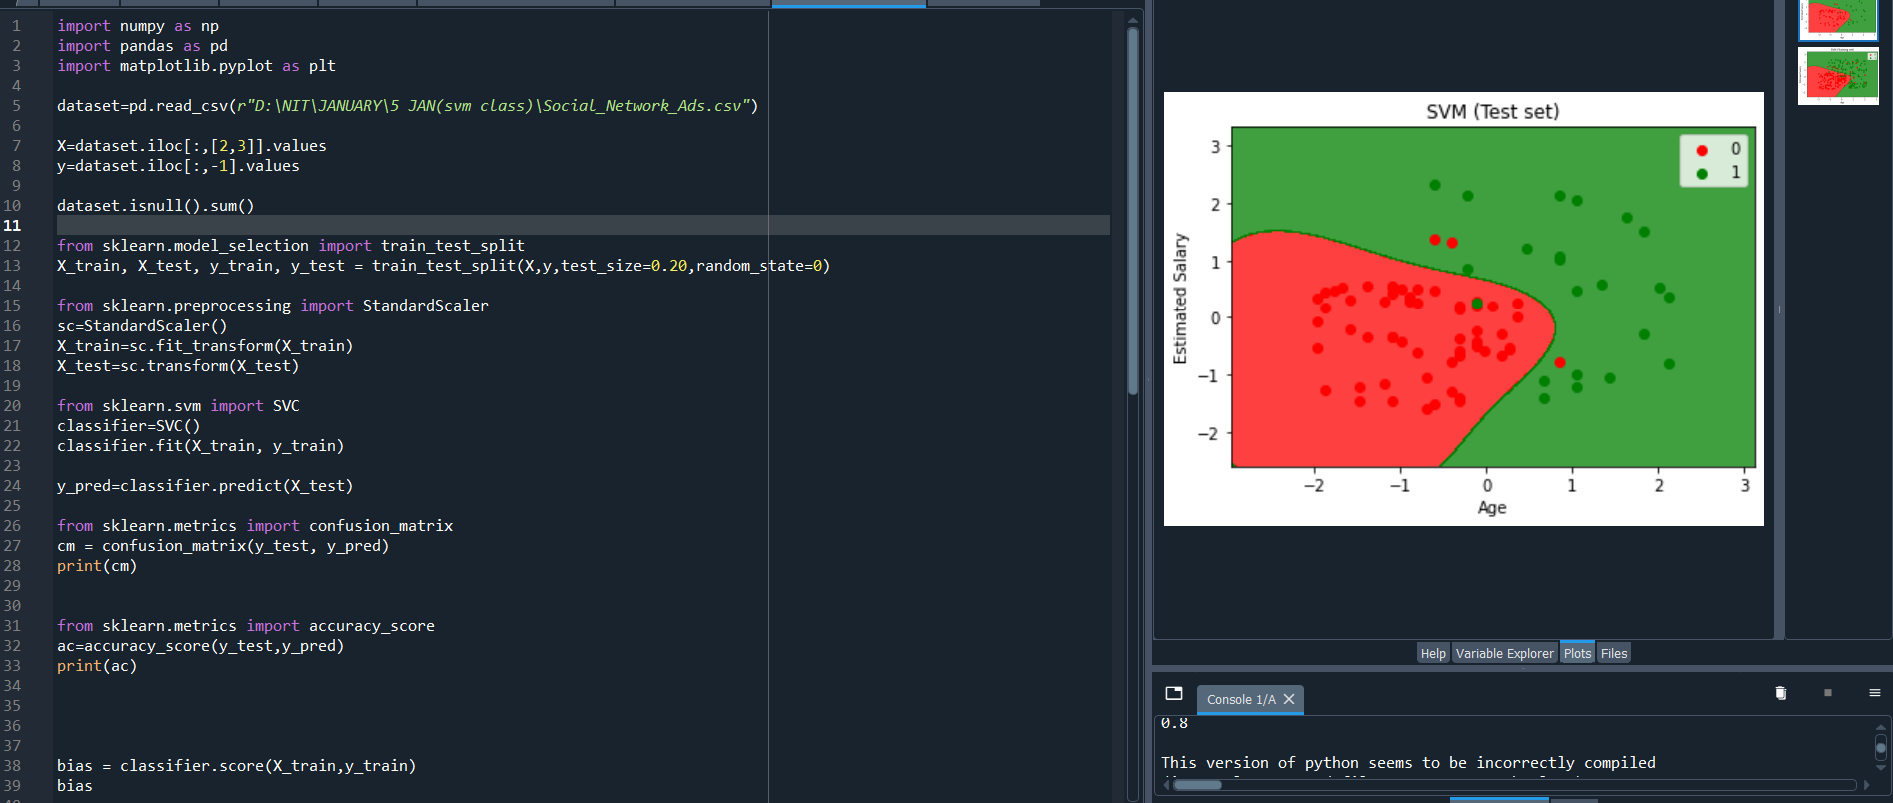 1 import numpy as np
2 import pandas as pd
3 import matplotlib.pyplot as plt
4
5 dataset=pd.read_csv(r"D:\NIT\JANUARY\5 JAN(svm class)\Social_Network_Ads.csv")
6
7 X=dataset.iloc[:,[2,3]].values
8 y=dataset.iloc[:,-1].values
9
10 dataset.isnull().sum()
11
12 from sklearn.model_selection import train_test_split
13 X_train, X_test, y_train, y_test = train_test_split(X,y,test_size=0.20,random_state=0)
14
15 from sklearn.preprocessing import StandardScaler
16 sc=StandardScaler()
17 X_train=sc.fit_transform(X_train)
18 X_test=sc.transform(X_test)
19
20 from sklearn.svm import SVC
21 classifier=SVC()
22 classifier.fit(X_train, y_train)
23
24 y_pred=classifier.predict(X_test)
25
26 from sklearn.metrics import confusion_matrix
27 cm = confusion_matrix(y_test, y_pred)
28 print(cm)
29
30
31 from sklearn.metrics import accuracy_score
32 ac=accuracy_score(y_test,y_pred)
33 print(ac)
34
35
36
37
38 bias = classifier.score(X_train,y_train)
39 bias
SVM (Test set)
0
1
3
2
1
0
−1
−2
Estimated Salary
−2 −1 0 1 2 3
Age
Help Variable Explorer Plots Files
Console 1/A
0.8
This version of python seems to be incorrectly compiled